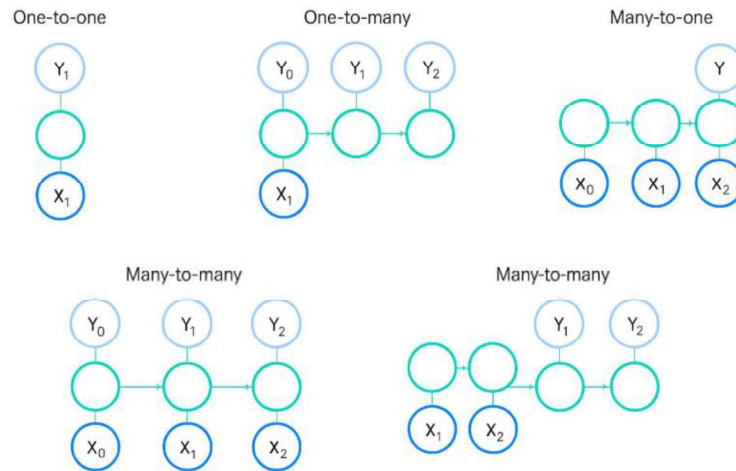 One-to-one
One-to-many
Many-to-one
Y₁
Y₀ Y₁ Y₂
Y
X₁
X₁
X₀ X₁ X₂
Many-to-many
Many-to-many
Y₀ Y₁ Y₂
Y₁ Y₂
X₀ X₁ X₂
X₁ X₂